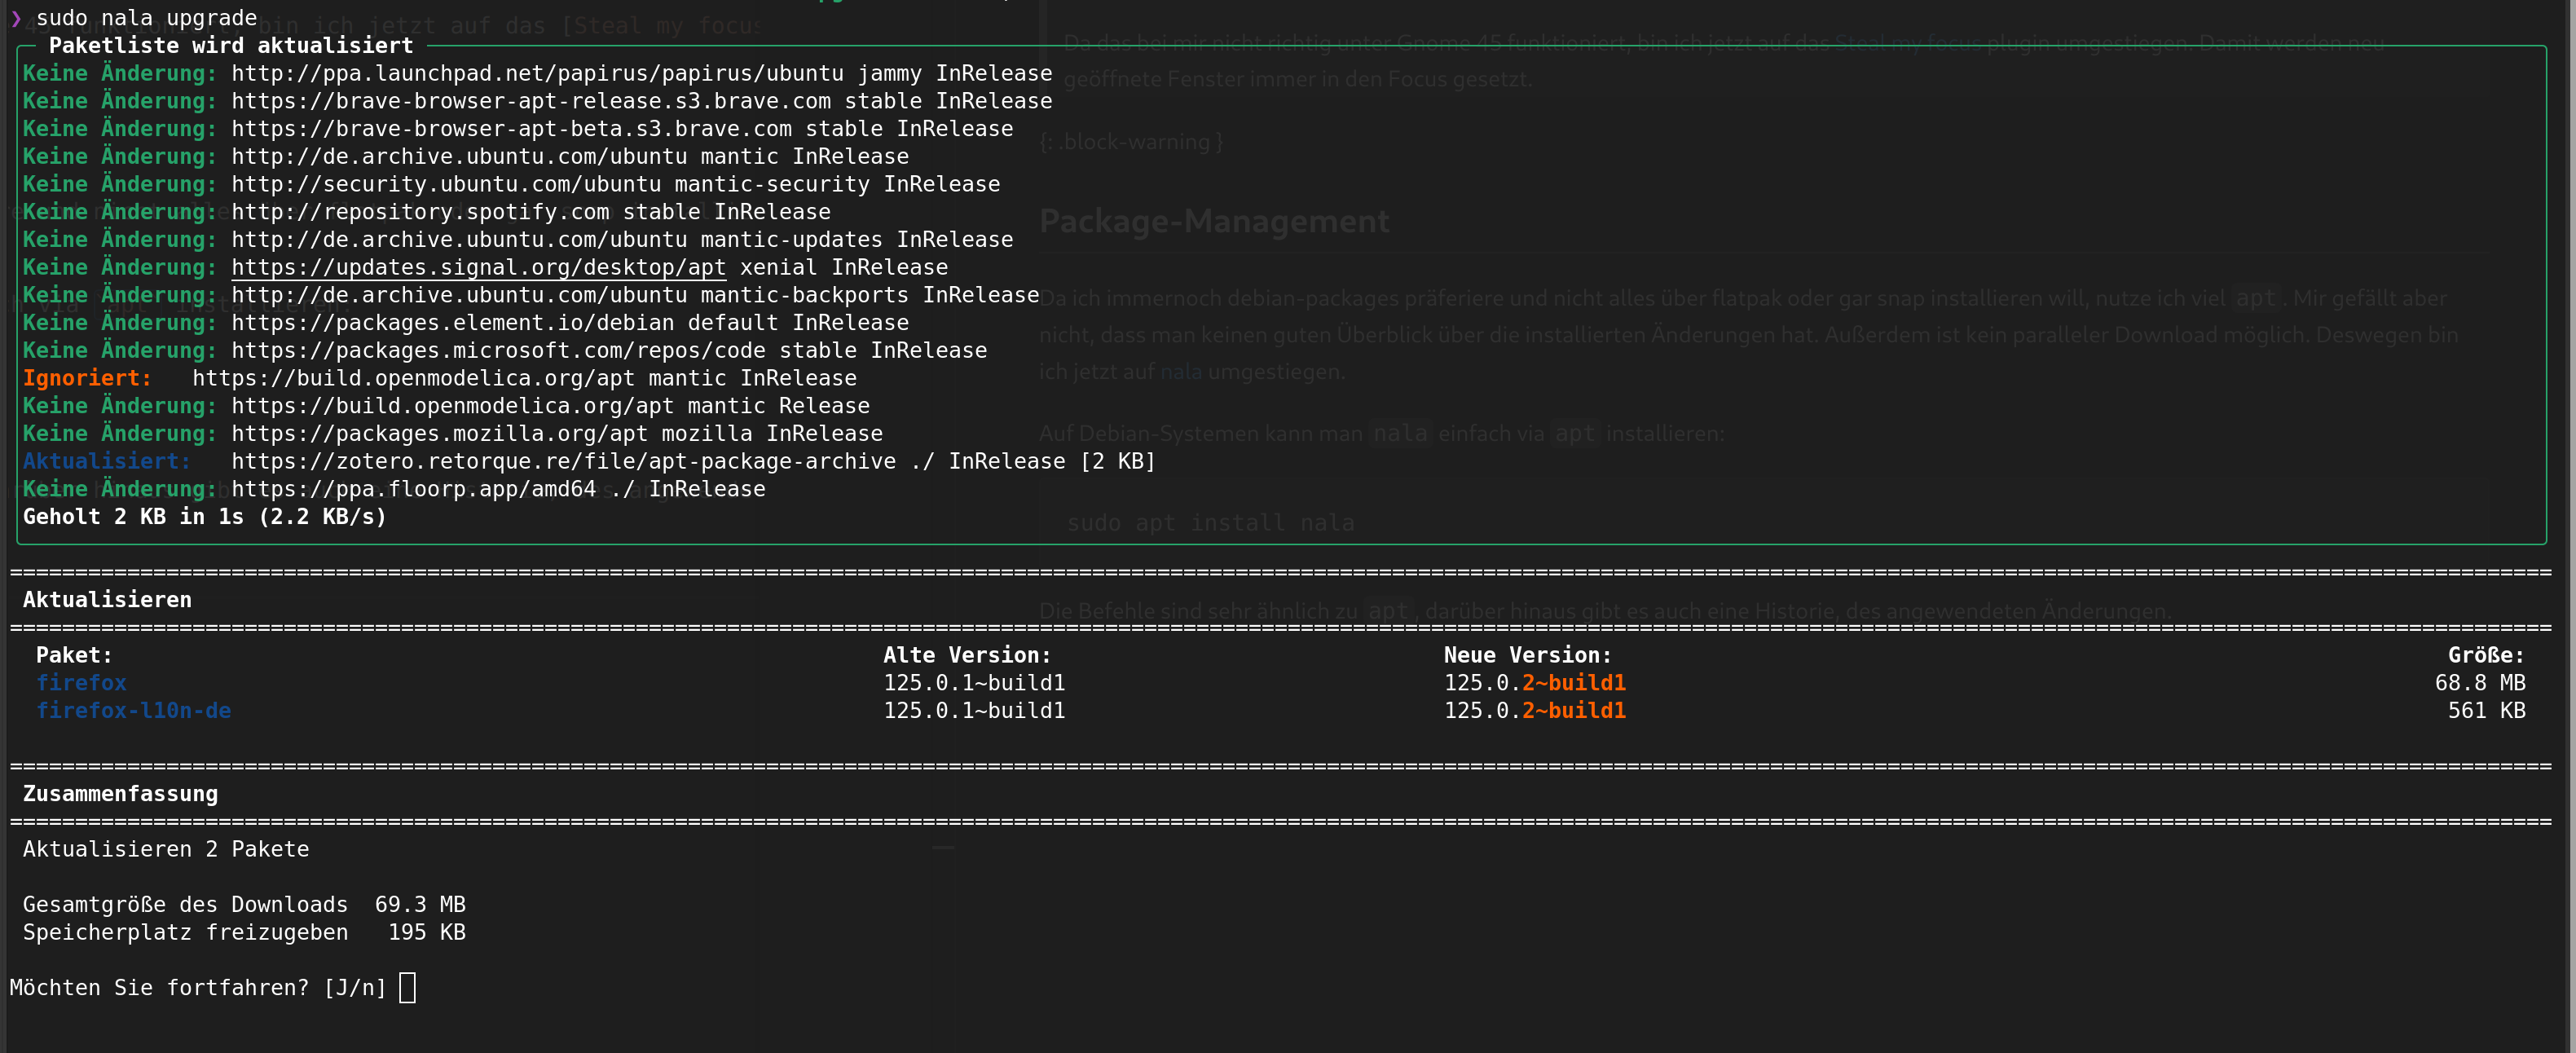 ❯ sudo nala upgrade
Paketliste wird aktualisiert
Keine Änderung: http://ppa.launchpad.net/papirus/papirus/ubuntu jammy InRelease
Keine Änderung: https://brave-browser-apt-release.s3.brave.com stable InRelease
Keine Änderung: https://brave-browser-apt-beta.s3.brave.com stable InRelease
Keine Änderung: http://de.archive.ubuntu.com/ubuntu mantic InRelease
Keine Änderung: http://security.ubuntu.com/ubuntu mantic-security InRelease
Keine Änderung: http://repository.spotify.com stable InRelease
Keine Änderung: http://de.archive.ubuntu.com/ubuntu mantic-updates InRelease
Keine Änderung: https://updates.signal.org/desktop/apt xenial InRelease
Keine Änderung: http://de.archive.ubuntu.com/ubuntu mantic-backports InRelease
Keine Änderung: https://packages.element.io/debian default InRelease
Keine Änderung: https://packages.microsoft.com/repos/code stable InRelease
Ignoriert: https://build.openmodelica.org/apt mantic InRelease
Keine Änderung: https://build.openmodelica.org/apt mantic Release
Keine Änderung: https://packages.mozilla.org/apt mozilla InRelease
Aktualisiert: https://zotero.retorque.re/file/apt-package-archive ./ InRelease [2 KB]
Keine Änderung: https://ppa.floorp.app/amd64 ./ InRelease
Geholt 2 KB in 1s (2.2 KB/s)
Aktualisieren
Paket: Alte Version: Neue Version: Größe:
firefox 125.0.1~build1 125.0.2~build1 68.8 MB
firefox-l10n-de 125.0.1~build1 125.0.2~build1 561 KB
Zusammenfassung
Aktualisieren 2 Pakete
Gesamtgröße des Downloads 69.3 MB
Speicherplatz freizugeben 195 KB
Möchten Sie fortfahren? [J/n]
Da das bei mir nicht richtig unter Gnome 45 funktioniert, bin ich jetzt auf das Steal my focus plugin umgestiegen. Damit werden neu
geöffnete Fenster immer in den Focus gesetzt.
{: .block-warning }
Package-Management
Da ich immernoch debian-packages präferiere und nicht alles über flatpak oder gar snap installieren will, nutze ich viel apt. Mir gefällt aber
nicht, dass man keinen guten Überblick über die installierten Änderungen hat. Außerdem ist kein paralleler Download möglich. Deswegen bin
ich jetzt auf nala umgestiegen.
Auf Debian-Systemen kann man nala einfach via apt installieren:
sudo apt install nala
Die Befehle sind sehr ähnlich zu apt, darüber hinaus gibt es auch eine Historie, des angewendeten Änderungen.